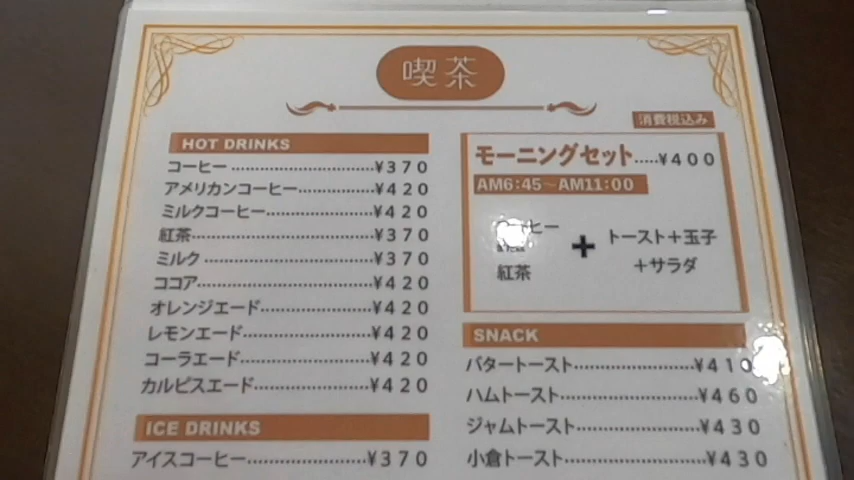 喫茶
消費税込み
HOT DRINKS
コーヒー……………………¥370
アメリカンコーヒー…………¥420
ミルクコーヒー………………¥420
紅茶…………………………¥370
ミルク………………………¥370
ココア………………………¥420
オレンジエード………………¥420
レモンエード…………………¥420
コーラエード…………………¥420
カルピスエード………………¥420
ICE DRINKS
アイスコーヒー………………¥370
モーニングセット……¥400
AM6:45～AM11:00
紅茶
+
トースト+玉子
+サラダ
SNACK
バタートースト………………¥410
ハムトースト…………………¥460
ジャムトースト………………¥430
小倉トースト…………………¥430